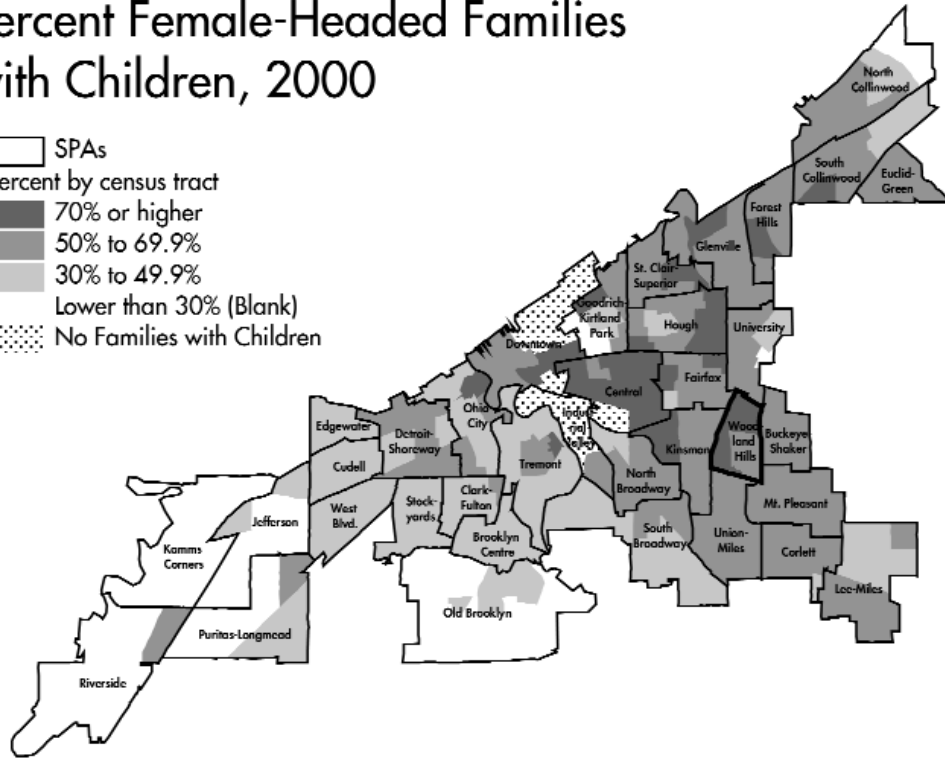 ercent Female-Headed Families
ith Children, 2000
SPAs
ercent by census tract
70% or higher
50% to 69.9%
30% to 49.9%
Lower than 30% (Blank)
No Families with Children
North
Collinwood
South
Collinwood
Euclid-
Green
Forest
Hills
Glenville
St. Clair-
Superior
Goodrich-
Kirtland
Park
Hough
University
Downtown
Fairfax
Central
Ohio
City
Indus-
rial
Valley
Edgewater
Detroit-
Shoreway
Wood
land
Hills
Buckeye-
Shaker
Kinsman
Cudell
Tremont
North
Broadway
Clark-
Fulton
Stock-
yards
Mt. Pleasant
West
Blvd.
Jefferson
Brooklyn
Centre
South
Broadway
Union-
Miles
Corlett
Kamms
Corners
Lee-Miles
Old Brooklyn
Puritas-Longmead
Riverside